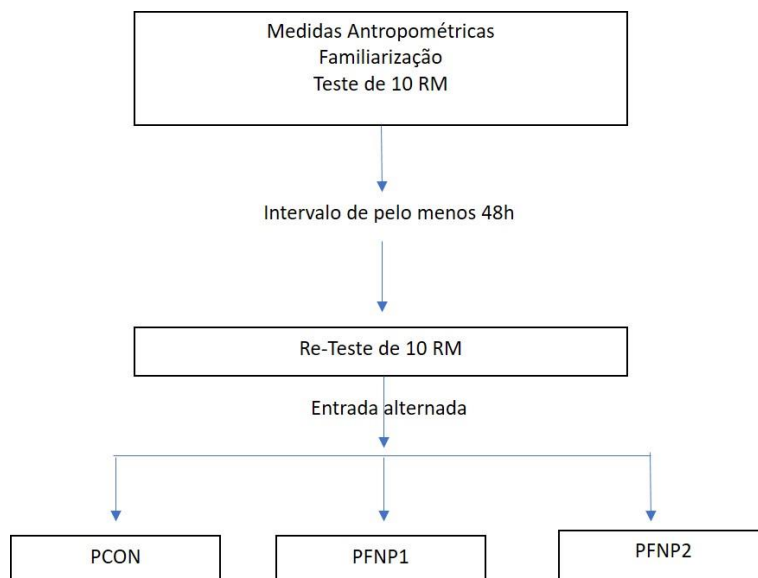 Medidas Antropométricas
Familiarização
Teste de 10 RM
Intervalo de pelo menos 48h
Re-Teste de 10 RM
Entrada alternada
PCON
PFNP1
PFNP2